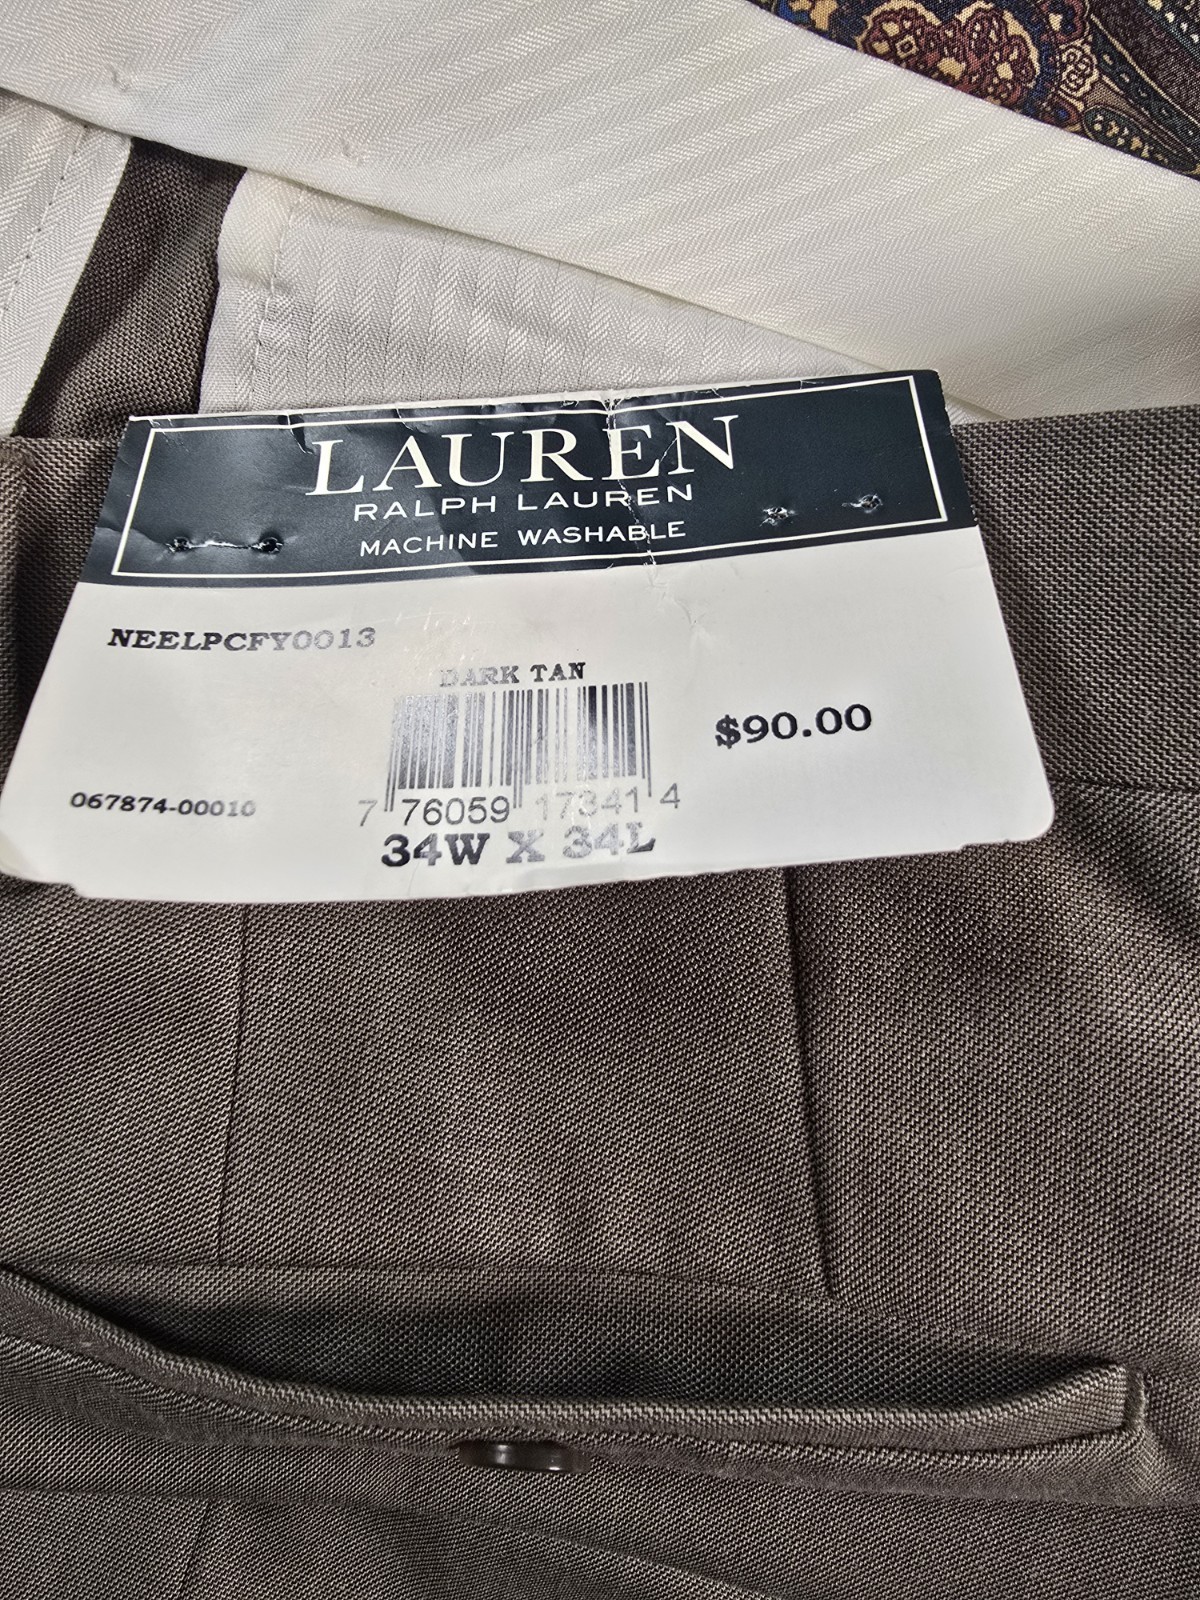 LAUREN
RALPH LAUREN
MACHINE WASHABLE
NEELPCFY0013
DARK TAN
$90.00
067874-00010
7 76059 17341 4
34W X 34L